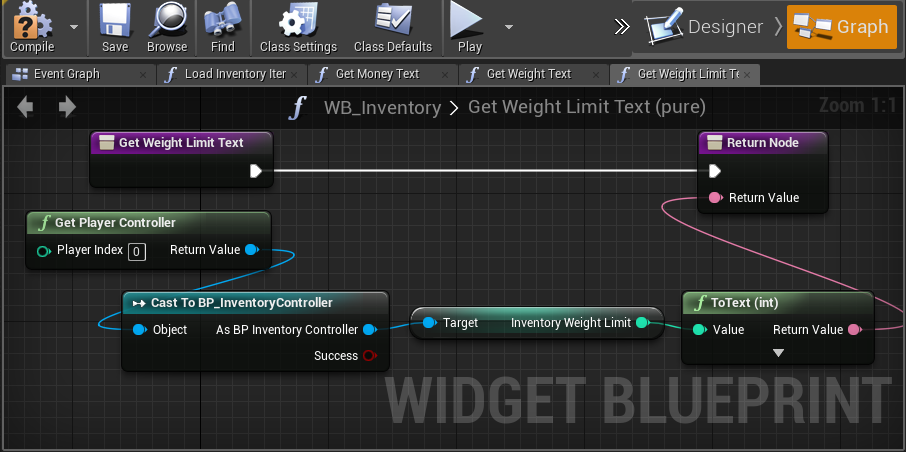 Designer
Graph
Compile
Save
Browse
Find
Class Settings
Class Defaults
Play
Event Graph
Load Inventory Iter
Get Money Text
Get Weight Text
Get Weight Limit Te
WB_Inventory > Get Weight Limit Text (pure)
Zoom 1:1
Get Weight Limit Text
Return Node
Return Value
Get Player Controller
Player Index 0 Return Value
Cast To BP_InventoryController
Object As BP Inventory Controller
Success
Target Inventory Weight Limit
ToText (int)
Value Return Value
WIDGET BLUEPRINT